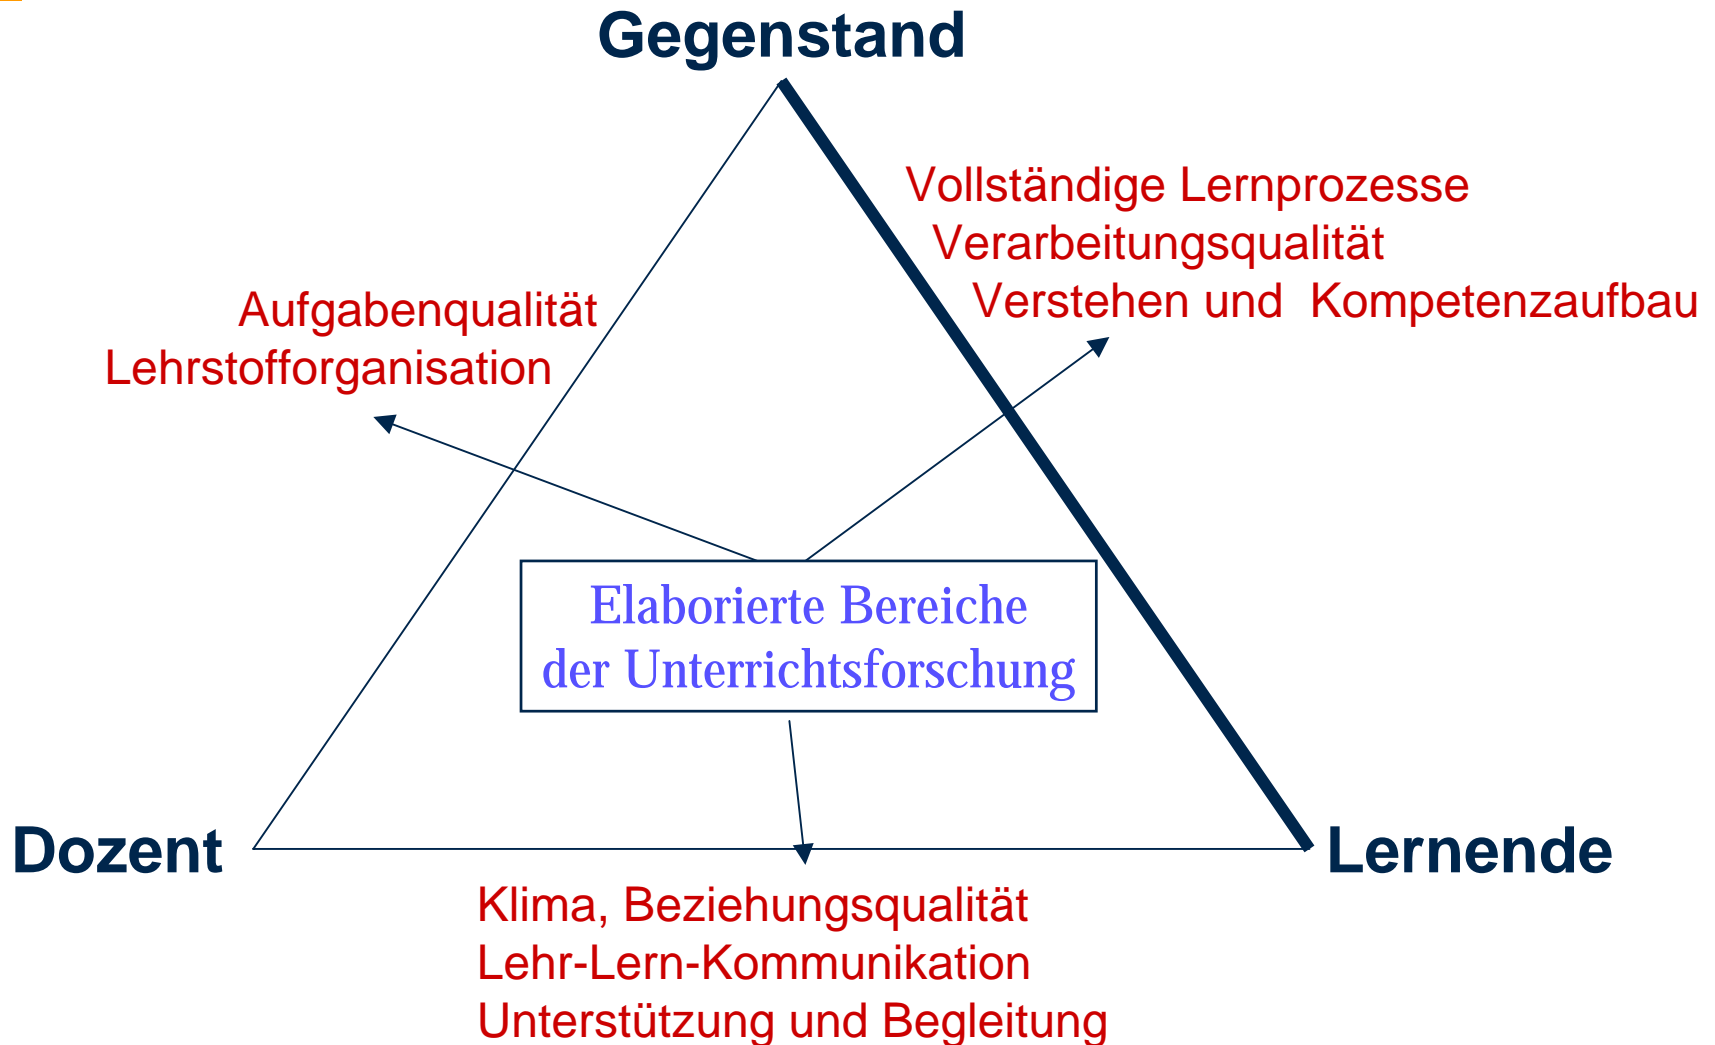 Gegenstand
Vollständige Lernprozesse
Verarbeitungsqualität
Verstehen und Kompetenzaufbau
Aufgabenqualität
Lehrstofforganisation
Elaborierte Bereiche
der Unterrichtsforschung
Dozent
Lernende
Klima, Beziehungsqualität
Lehr-Lern-Kommunikation
Unterstützung und Begleitung